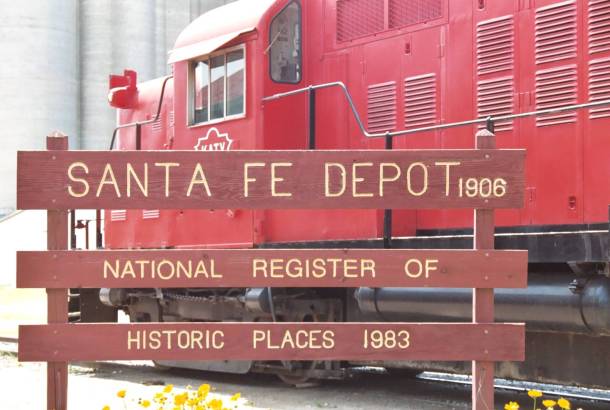 KATY
SANTA FE DEPOT 1906
NATIONAL REGISTER OF
HISTORIC PLACES 1983